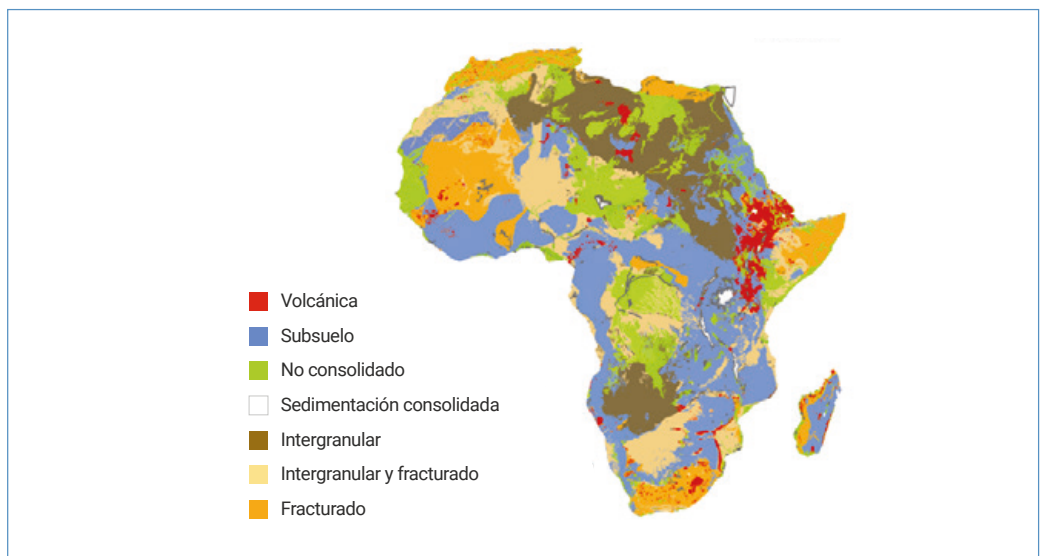 Volcánica
Subsuelo
No consolidado
Sedimentación consolidada
Intergranular
Intergranular y fracturado
Fracturado